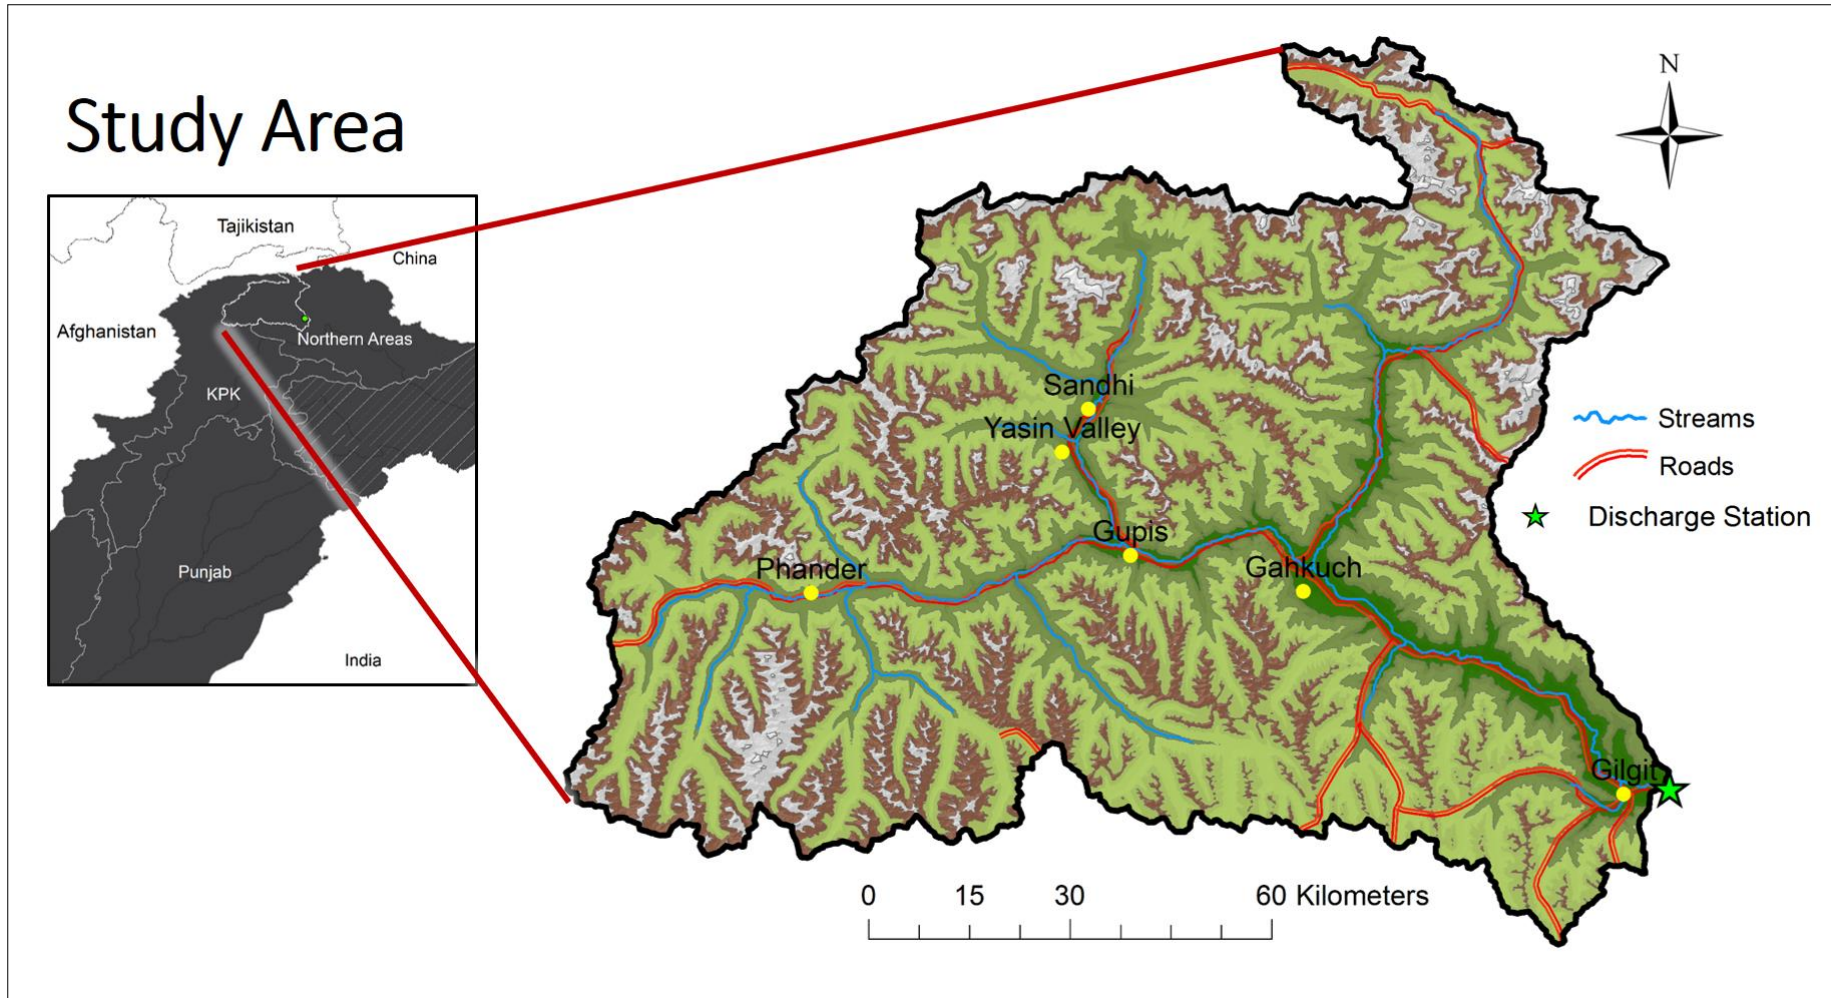 Study Area
Tajikistan
China
Afghanistan
Northern Areas
KPK
Punjab
India
N
Sandhi
Yasin Valley
Gupis
Phander
Gahkuch
Gilgit
Streams
Roads
Discharge Station
0 15 30 60 Kilometers